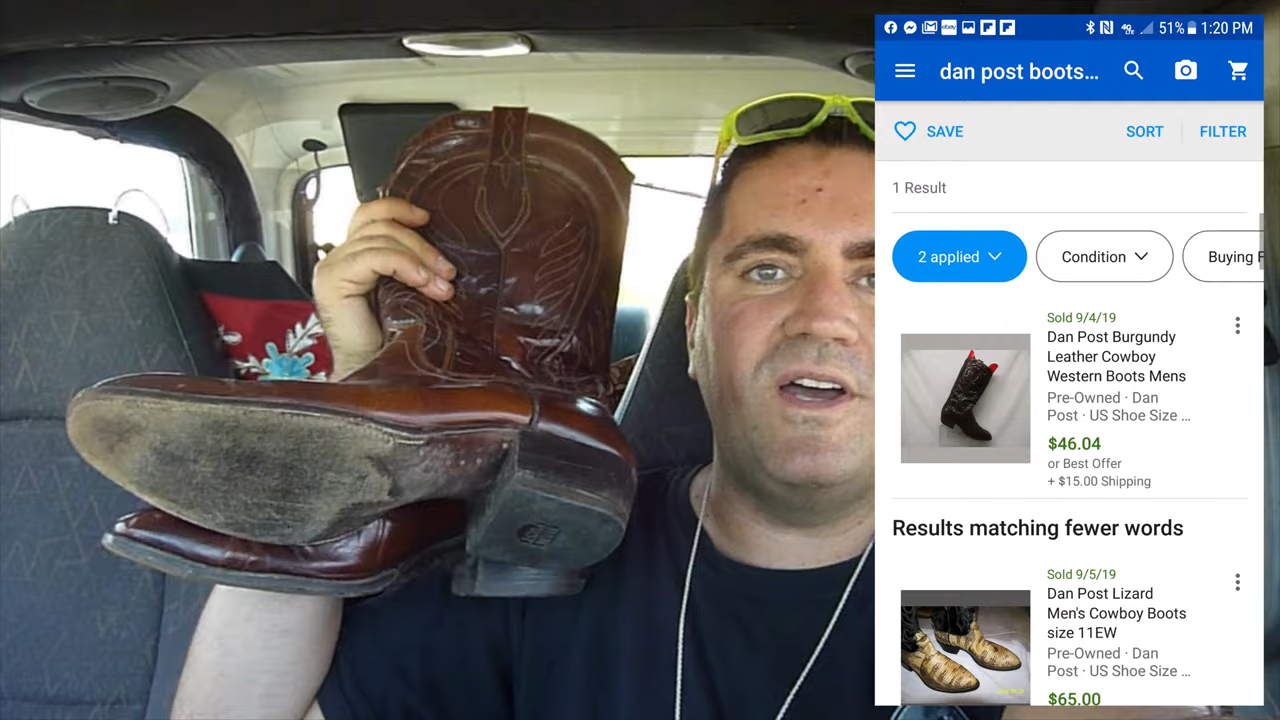 ebay
4G
51% 1:20 PM
dan post boots...
SAVE
SORT
FILTER
1 Result
2 applied
Condition
Buying F
Sold 9/4/19
Dan Post Burgundy
Leather Cowboy
Western Boots Mens
Pre-Owned · Dan
Post · US Shoe Size ...
$46.04
or Best Offer
+ $15.00 Shipping
Results matching fewer words
Sold 9/5/19
Dan Post Lizard
Men's Cowboy Boots
size 11EW
Pre-Owned · Dan
Post · US Shoe Size ...
$65.00